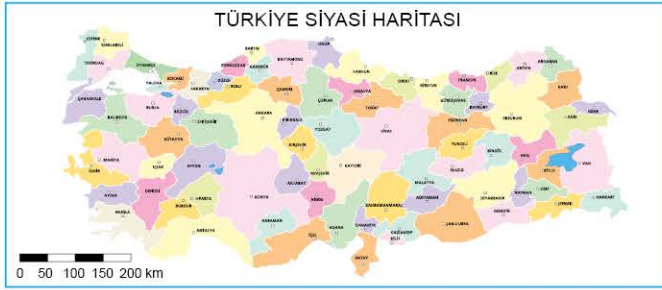 TÜRKİYE SİYASİ HARİTASI
EDİRNE
KIRKLARELİ
TEKİRDAĞ
İSTANBUL
YALOVA
KOCAELİ
SAKARYA
DÜZCE
ZONGULDAK
BARTIN
KARABÜK
KASTAMONU
SİNOP
SAMSUN
ORDU
GİRESUN
TRABZON
RİZE
ARTVİN
ARDAHAN
KARS
IĞDIR
AĞRI
ERZURUM
BAYBURT
GÜMÜŞHANE
ERZİNCAN
TUNCELİ
BİNGÖL
MUŞ
BİTLİS
VAN
HAKKARİ
ŞIRNAK
SİİRT
BATMAN
MARDİN
DİYARBAKIR
ELAZIĞ
MALATYA
ADIYAMAN
ŞANLIURFA
GAZİANTEP
KİLİS
KAHRAMANMARAŞ
OSMANİYE
HATAY
ADANA
İÇEL
KARAMAN
KONYA
NİĞDE
AKSARAY
NEVŞEHİR
KAYSERİ
SİVAS
TOKAT
AMASYA
ÇORUM
YOZGAT
KIRŞEHİR
KIRIKKALE
ANKARA
ÇANKIRI
BOLU
ESKİŞEHİR
BİLECİK
BURSA
BALIKESİR
ÇANAKKALE
KÜTAHYA
MANİSA
UŞAK
AFYON
İZMİR
AYDIN
DENİZLİ
MUĞLA
BURDUR
ISPARTA
ANTALYA
0 50 100 150 200 km